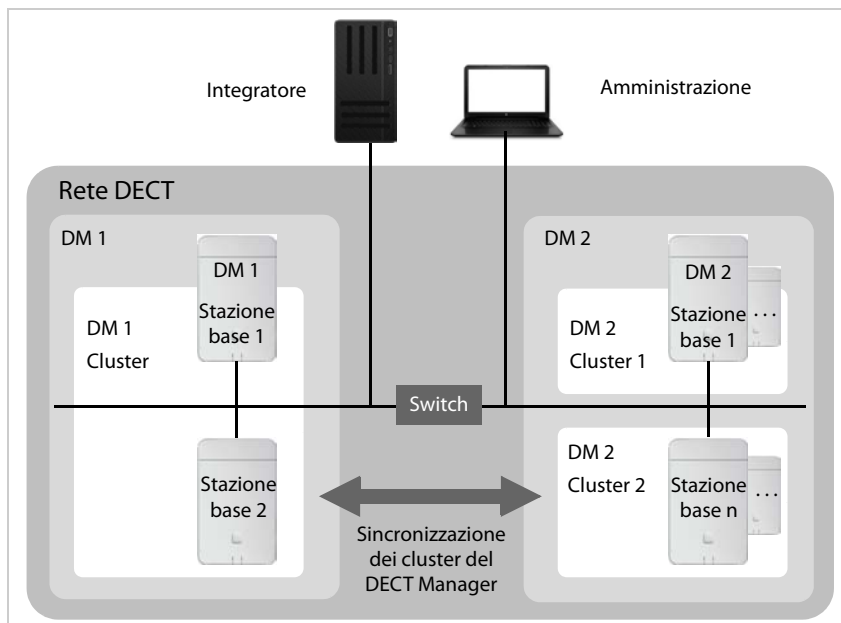 Integratore
Amministrazione
Rete DECT
DM 1
DM 1
Stazione
base 1
DM 1
Cluster
Stazione
base 2
Switch
Sincronizzazione
dei cluster del
DECT Manager
DM 2
DM 2
Stazione
base 1
...
DM 2
Cluster 1
DM 2
Cluster 2
Stazione
base n
...